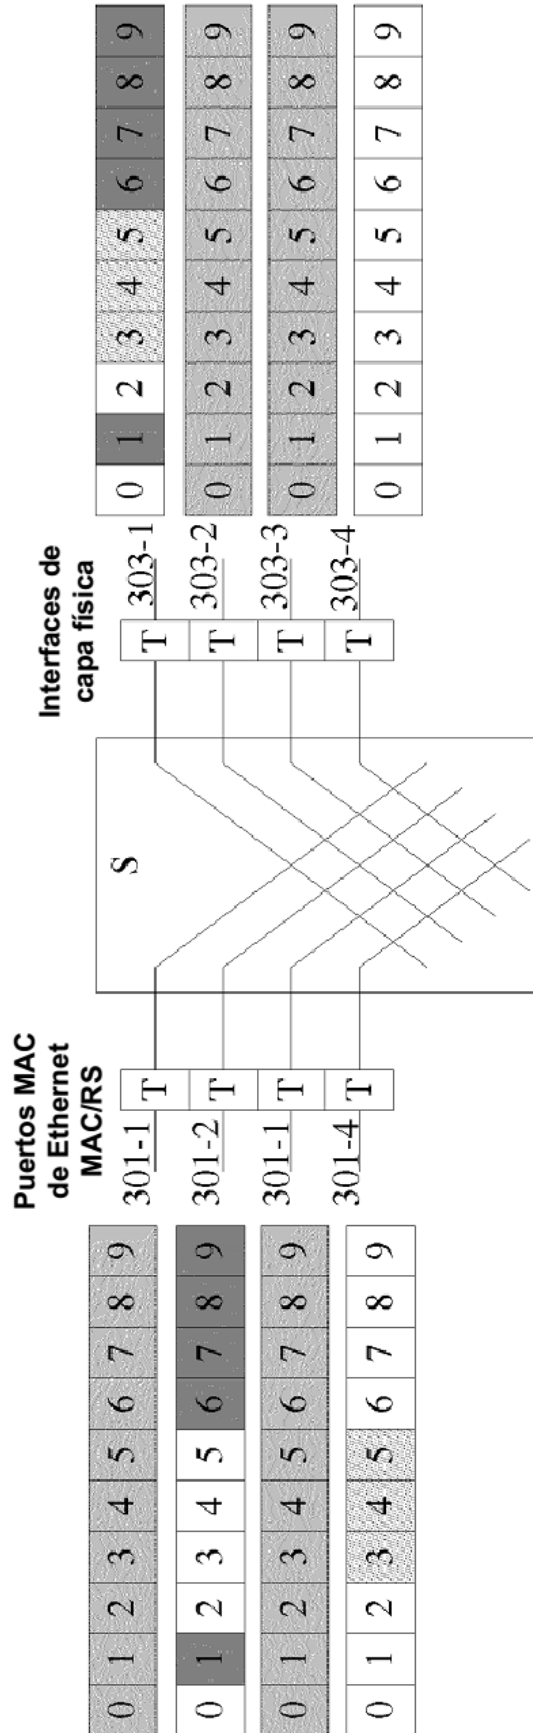 Puertos MAC
de Ethernet
MAC/RS
Interfaces de
capa física
0 1 2 3 4 5 6 7 8 9
301-1
T
S
T
303-1
0 1 2 3 4 5 6 7 8 9
0 1 2 3 4 5 6 7 8 9
301-2
T
T
303-2
0 1 2 3 4 5 6 7 8 9
0 1 2 3 4 5 6 7 8 9
301-1
T
T
303-3
0 1 2 3 4 5 6 7 8 9
0 1 2 3 4 5 6 7 8 9
301-4
T
T
303-4
0 1 2 3 4 5 6 7 8 9